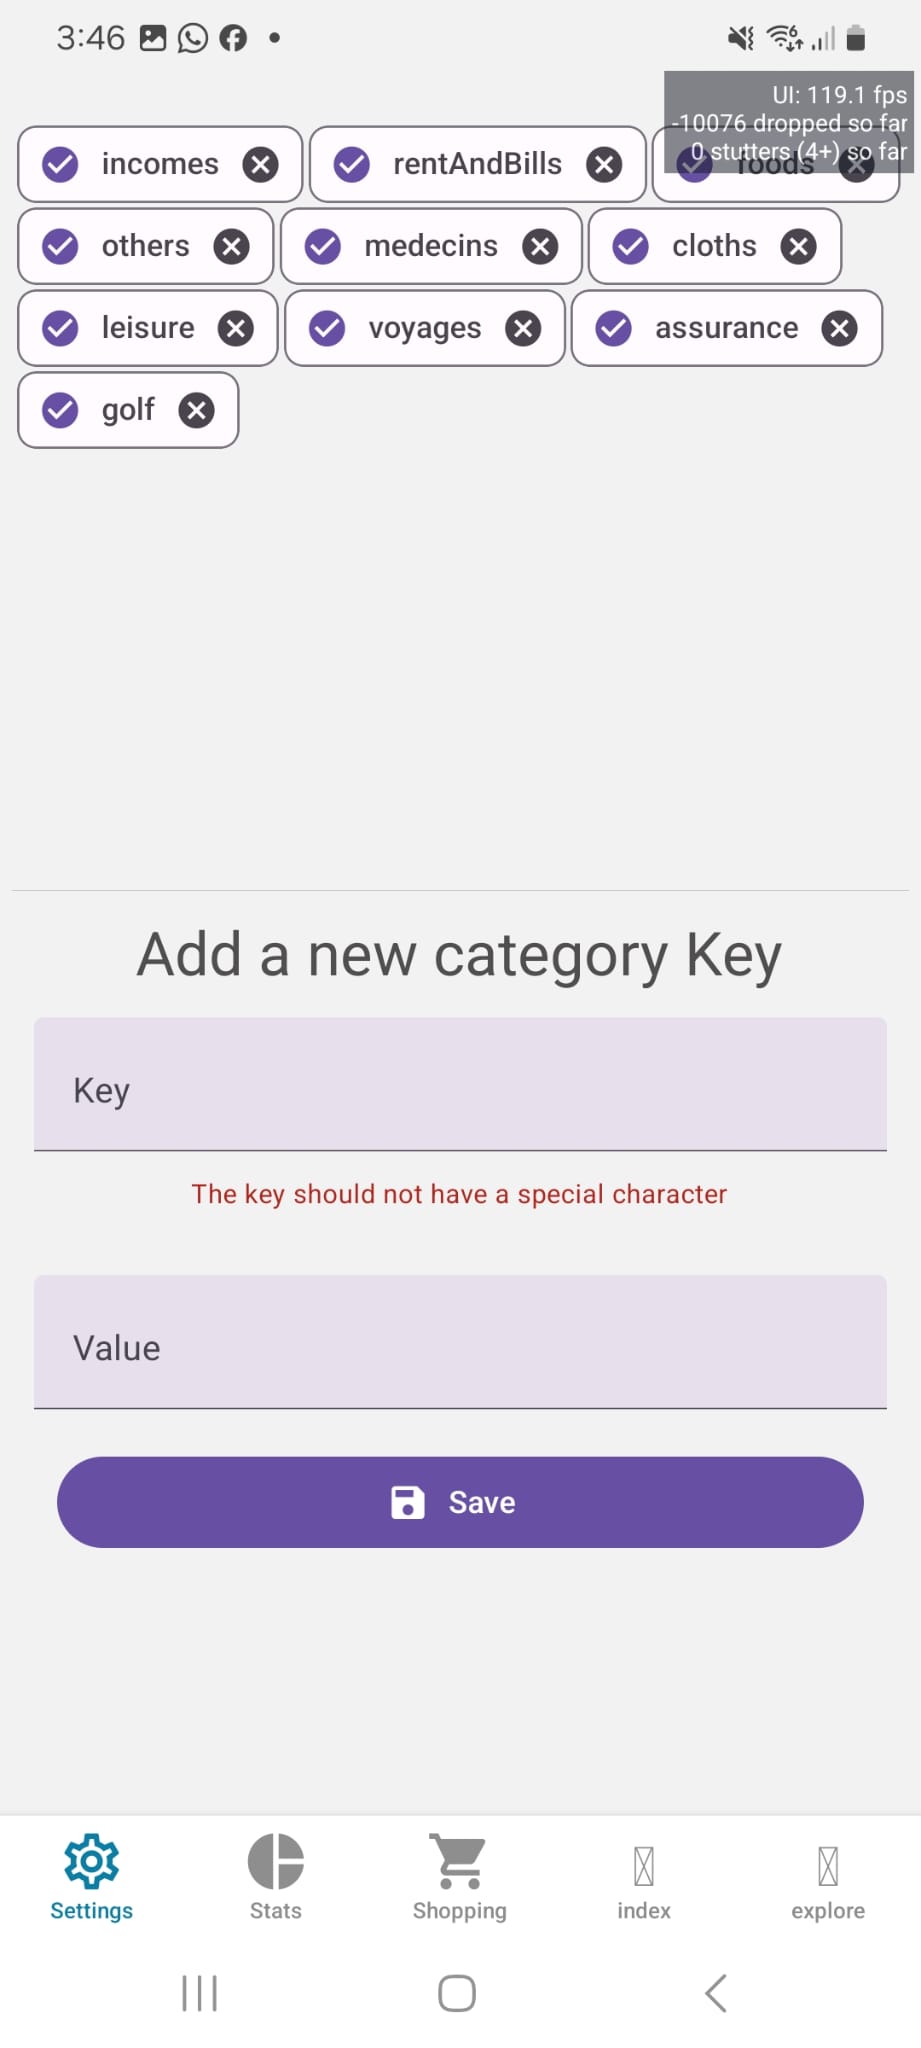 3:46
UI: 119.1 fps
-10076 dropped so far
0 stutters (4+) so far
incomes rentAndBills foods
others medecins cloths
leisure voyages assurance
golf
Add a new category Key
Key
The key should not have a special character
Value
Save
Settings Stats Shopping index explore